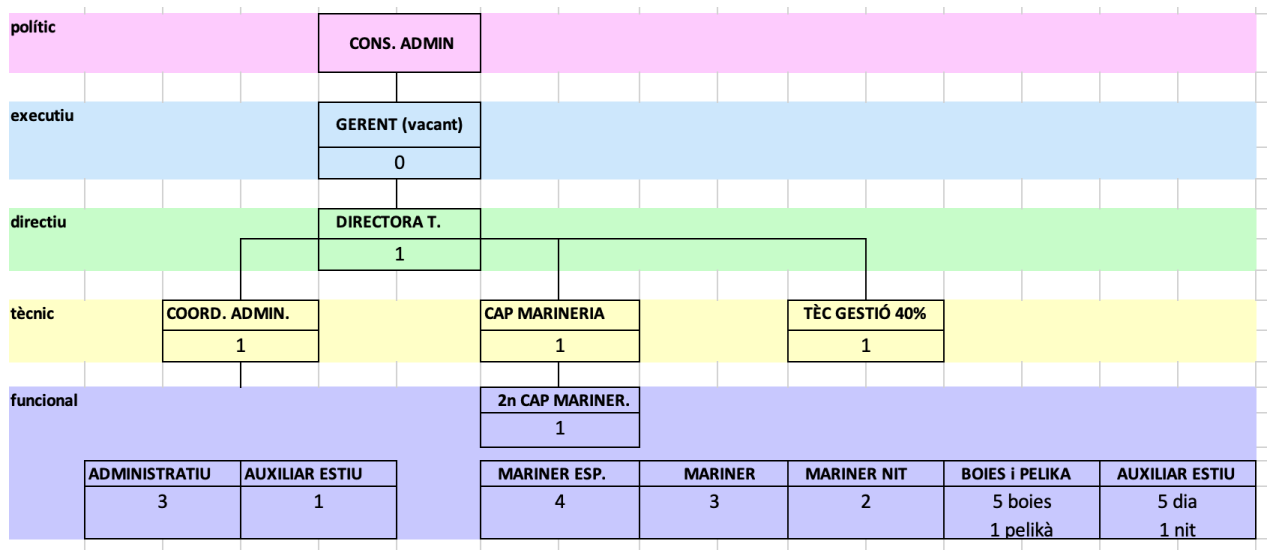 polític
CONS. ADMIN
executiu
GERENT (vacant)
0
directiu
DIRECTORA T.
1
tècnic
COORD. ADMIN.
CAP MARINERIA
TÈC GESTIÓ 40%
1
1
1
funcional
2n CAP MARINER.
1
ADMINISTRATIU
AUXILIAR ESTIU
MARINER ESP.
MARINER
MARINER NIT
BOIES i PELIKA
AUXILIAR ESTIU
3
1
4
3
2
5 boies
5 dia
1 pelikà
1 nit